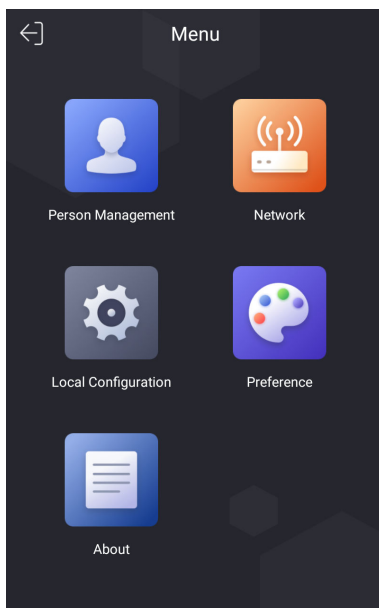 Menu
Person Management
Network
Local Configuration
Preference
About